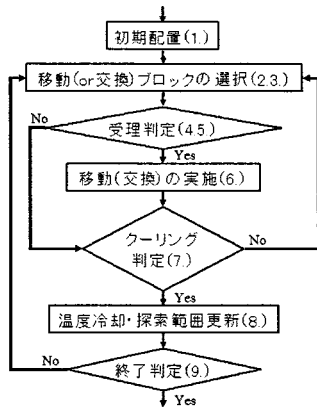 初期配置(1.)
移動(or交換)ブロックの選択(2.3.)
No
受理判定(4.5.)
Yes
移動(交換)の実施(6.)
クーリング
判定(7.)
No
Yes
温度冷却・探索範囲更新(8.)
No
終了判定(9.)
Yes